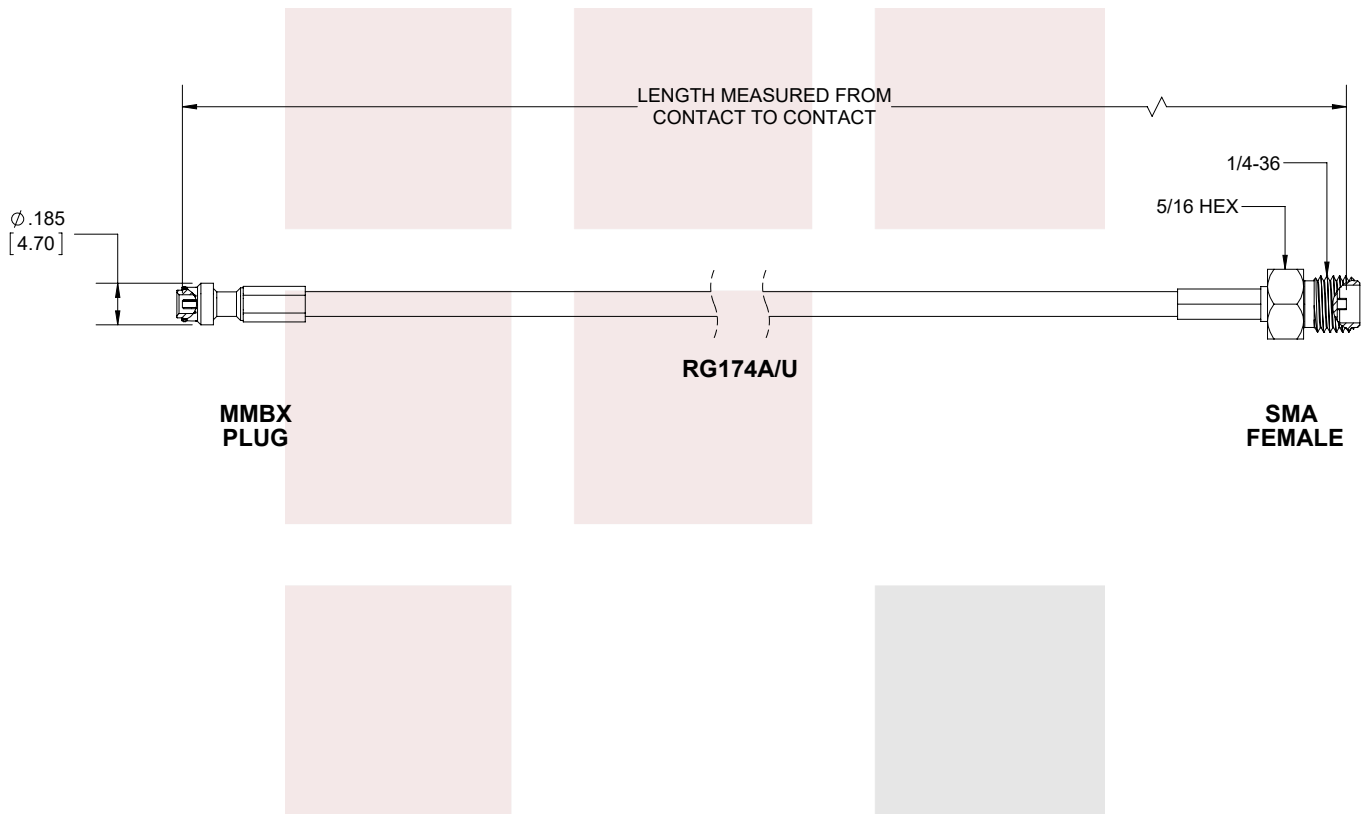 LENGTH MEASURED FROM
CONTACT TO CONTACT
1/4-36
5/16 HEX
⌀.185
[4.70]
RG174A/U
MMBX
PLUG
SMA
FEMALE